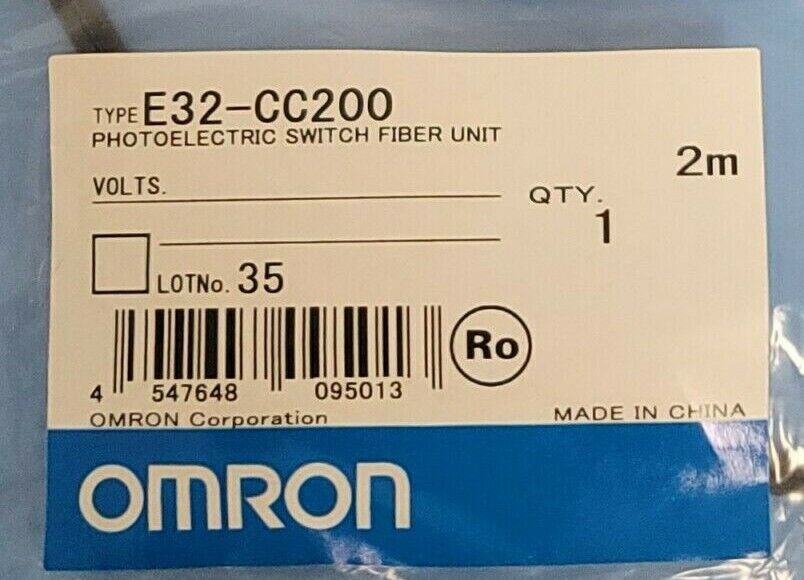 TYPE E32-CC200
PHOTOELECTRIC SWITCH FIBER UNIT
2m
VOLTS.
QTY.
1
LOTNo. 35
Ro
4 547648 095013
OMRON Corporation
MADE IN CHINA
OMRON